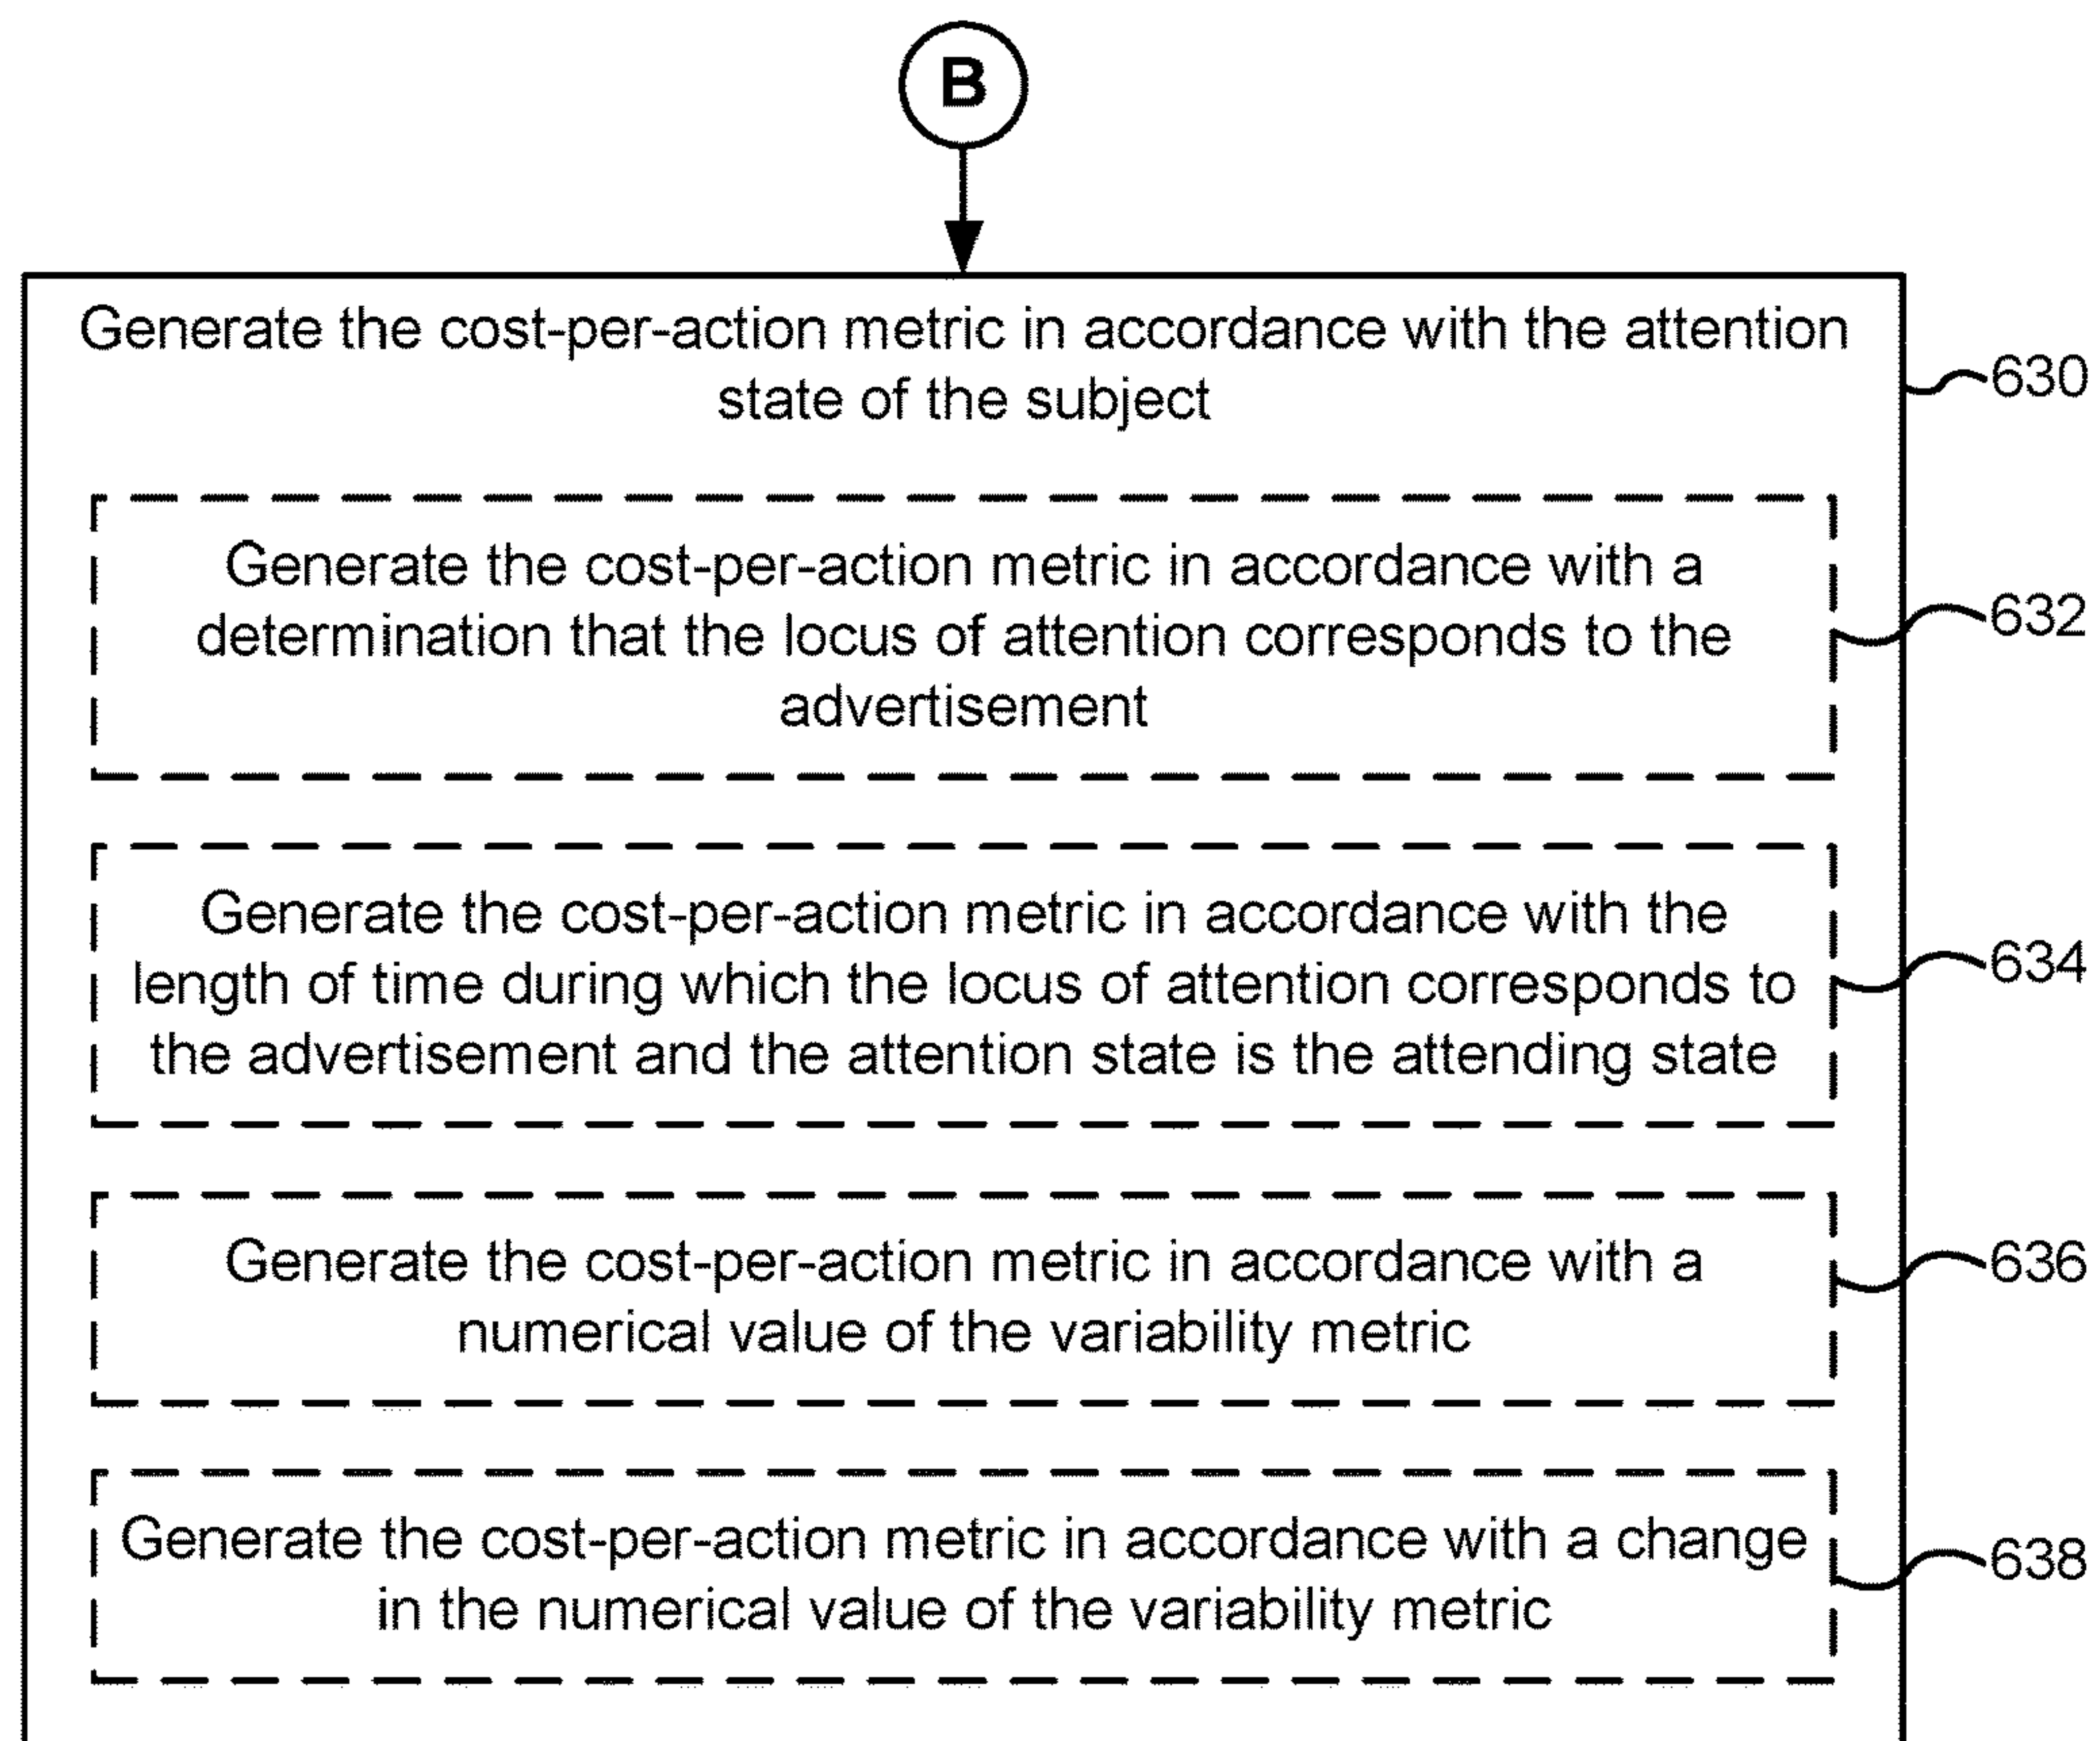 B
Generate the cost-per-action metric in accordance with the attention
state of the subject
630
Generate the cost-per-action metric in accordance with a
determination that the locus of attention corresponds to the
advertisement
632
Generate the cost-per-action metric in accordance with the
length of time during which the locus of attention corresponds to
the advertisement and the attention state is the attending state
634
Generate the cost-per-action metric in accordance with a
numerical value of the variability metric
636
Generate the cost-per-action metric in accordance with a change
in the numerical value of the variability metric
638